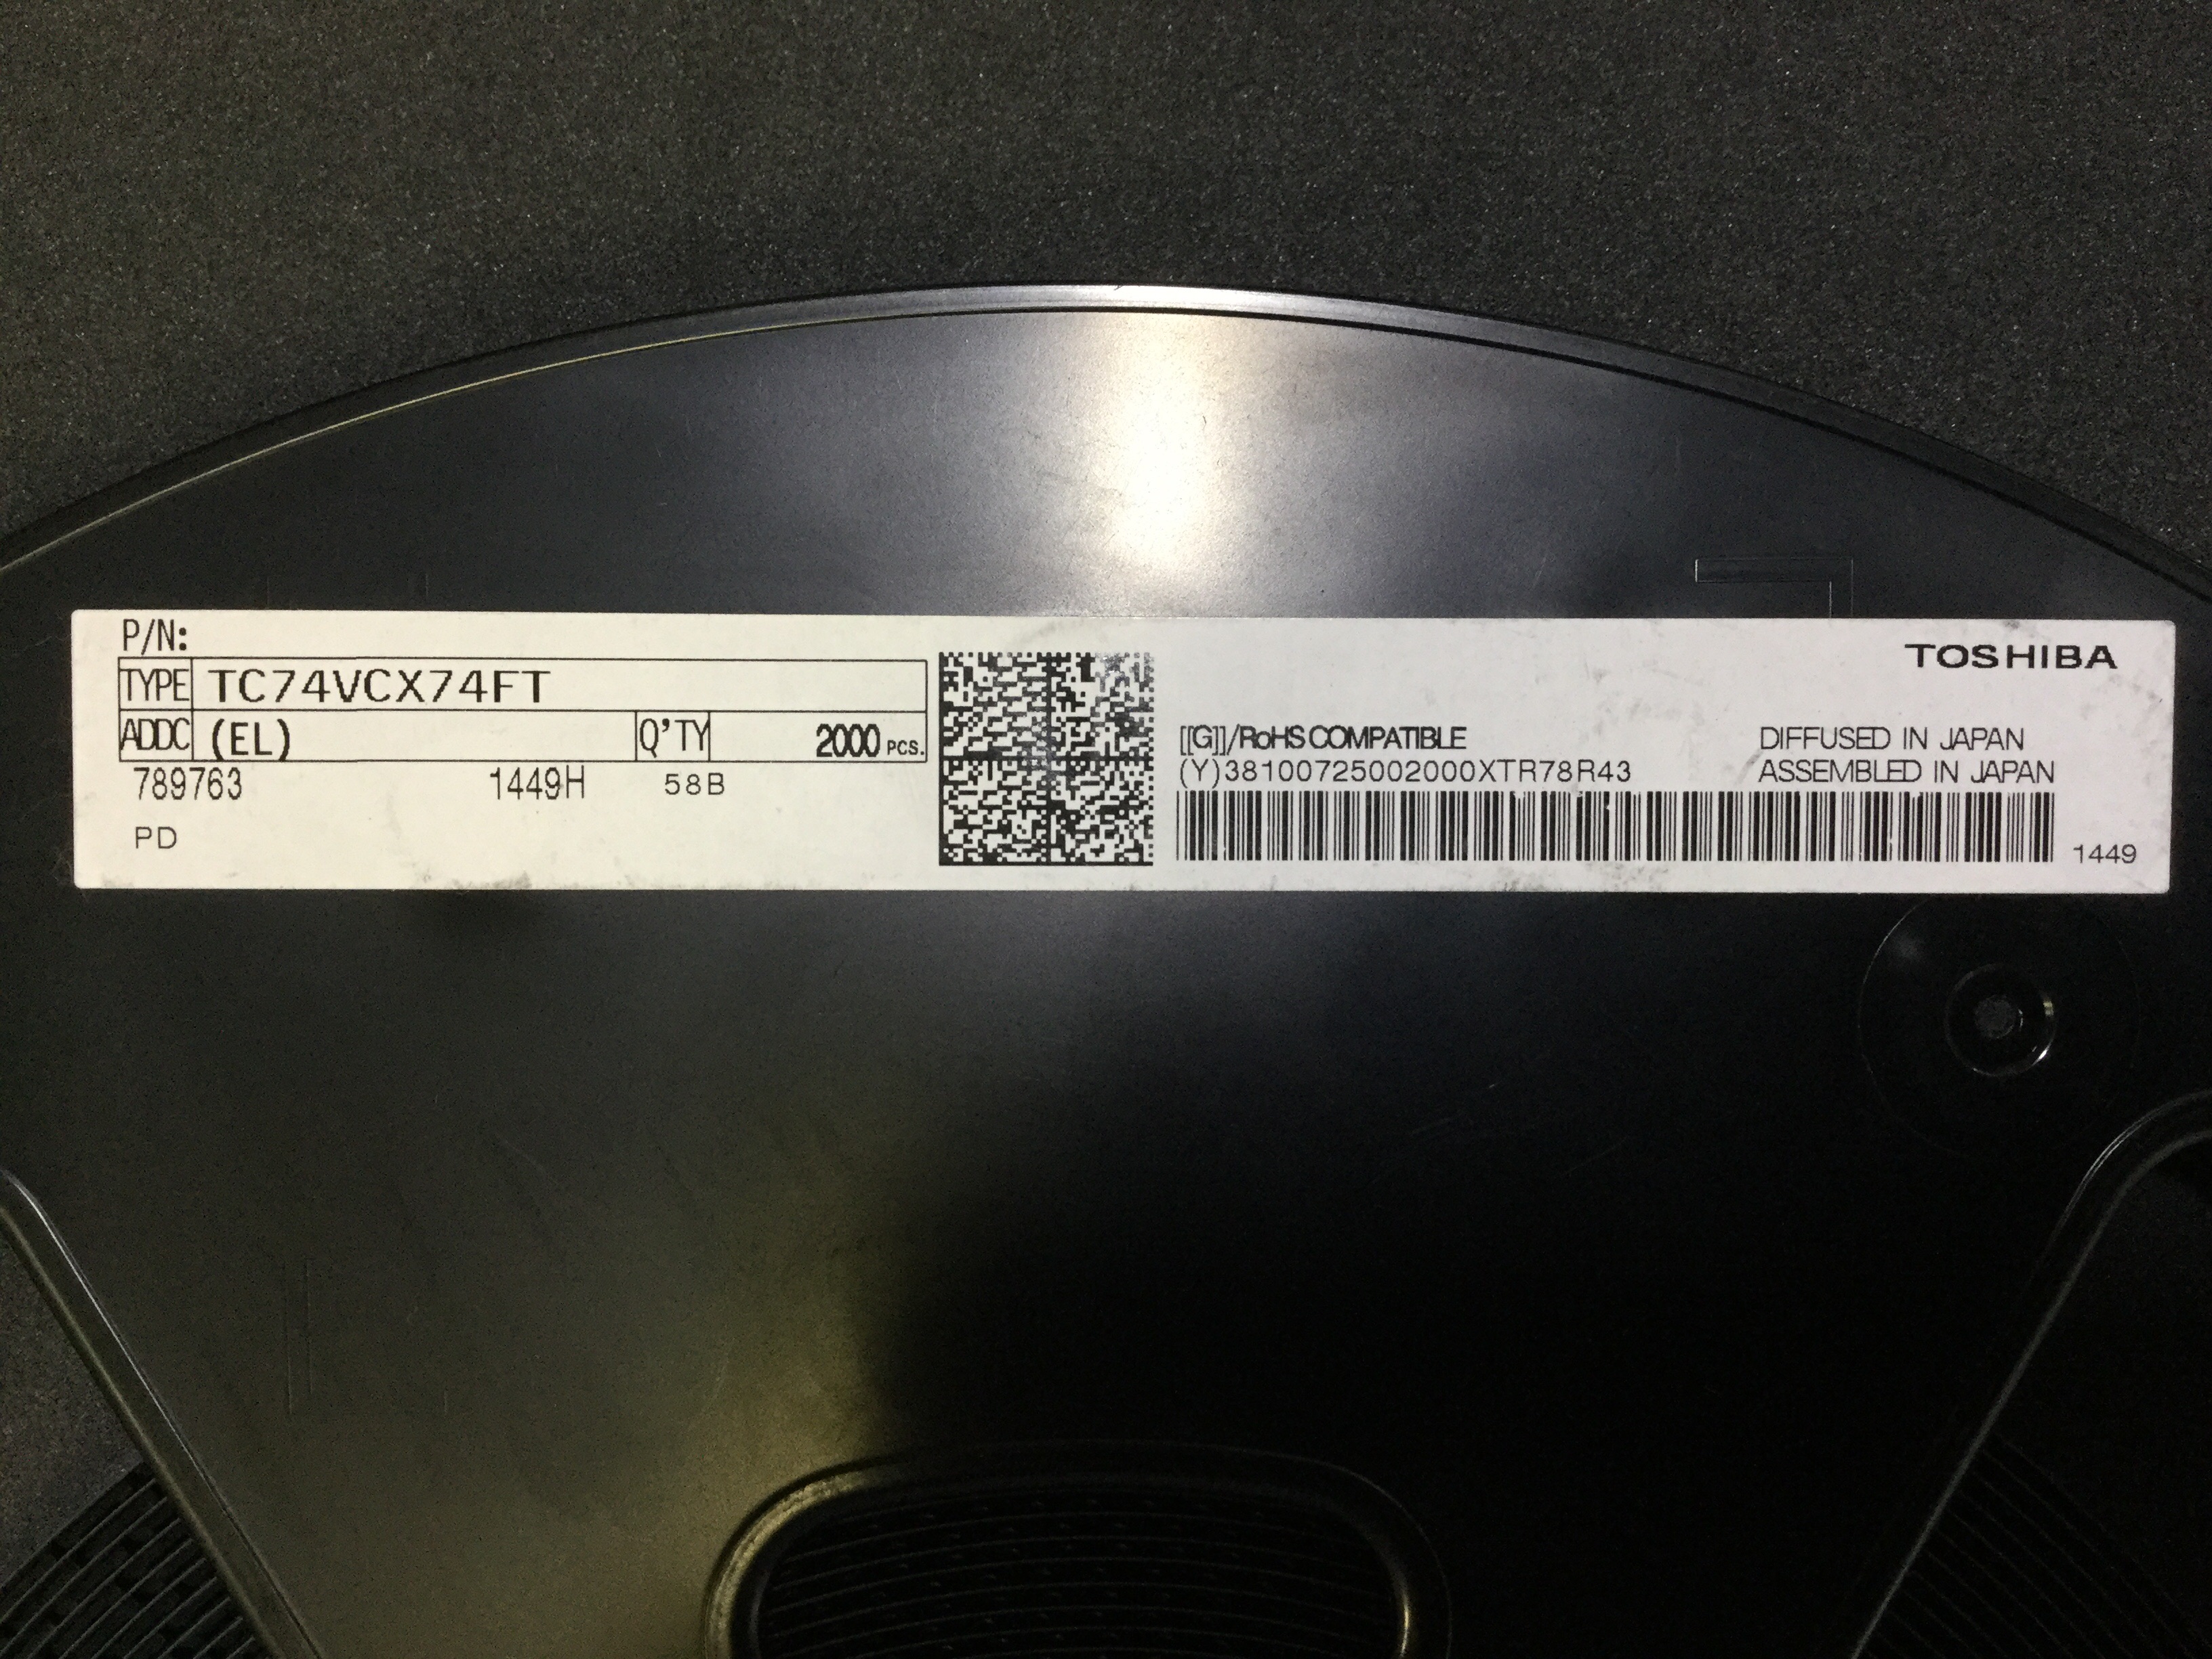 P/N:
TYPE TC74VCX74FT
ADDC (EL) Q'TY 2000 PCS.
789763 1449H 58B
PD
TOSHIBA
[[G]]/RoHS COMPATIBLE DIFFUSED IN JAPAN
(Y)38100725002000XTR78R43 ASSEMBLED IN JAPAN
1449